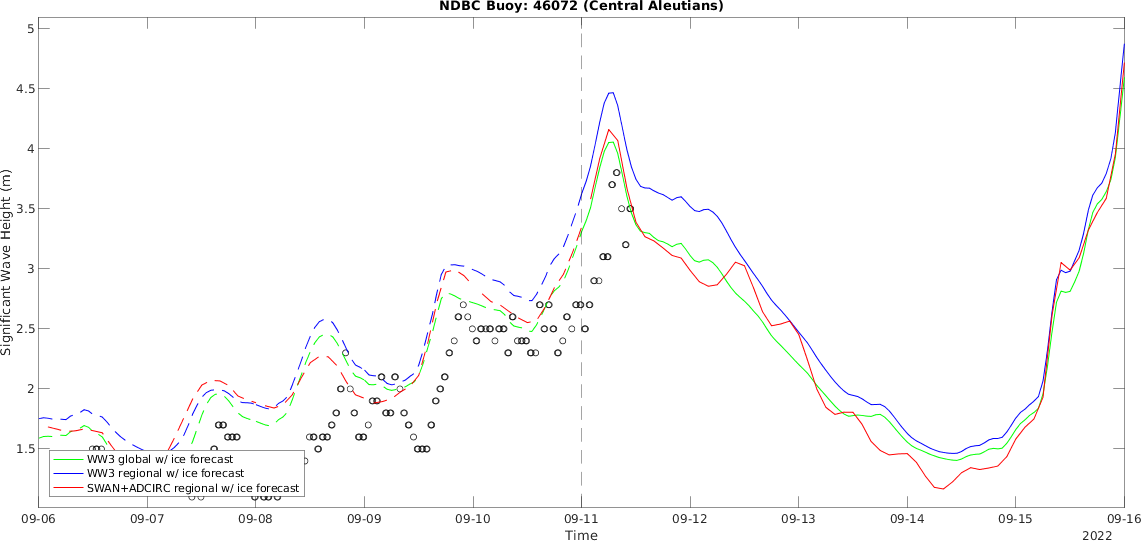 NDBC Buoy: 46072 (Central Aleutians)
5
4.5
4
3.5
3
2.5
2
1.5
Significant Wave Height (m)
WW3 global w/ ice forecast
WW3 regional w/ ice forecast
SWAN+ADCIRC regional w/ ice forecast
09-06 09-07 09-08 09-09 09-10 09-11 09-12 09-13 09-14 09-15 09-16
Time
2022